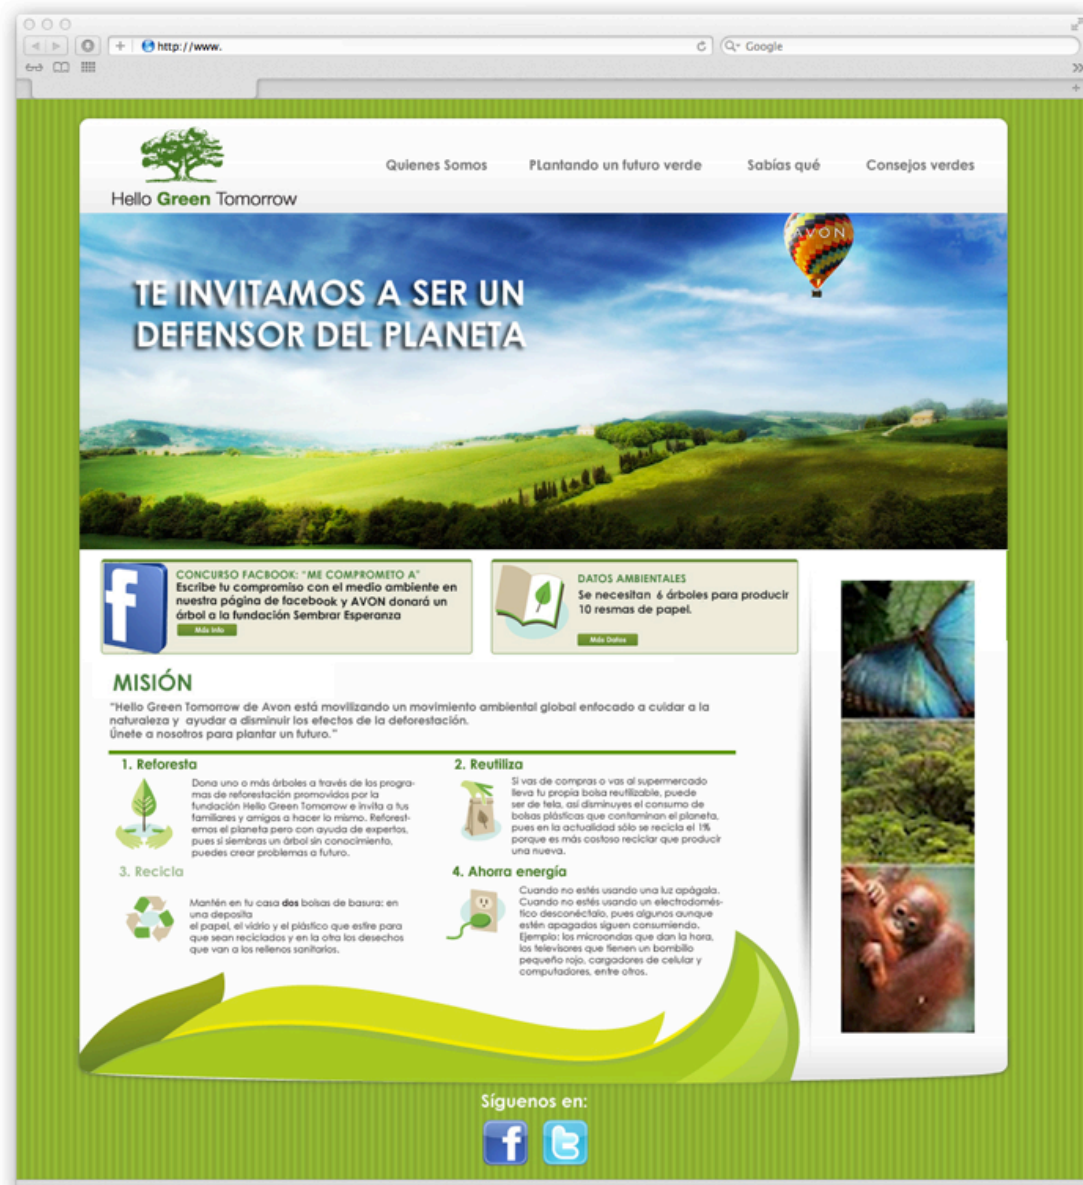 http://www.
Google
Hello Green Tomorrow
Quienes Somos
PLantando un futuro verde
Sabías qué
Consejos verdes
AVON
TE INVITAMOS A SER UN
DEFENSOR DEL PLANETA
CONCURSO FACBOOK: "ME COMPROMETO A"
Escribe tu compromiso con el medio ambiente en
nuestra página de facebook y AVON donará un
árbol a la fundación Sembrar Esperanza
Más Info
DATOS AMBIENTALES
Se necesitan 6 árboles para producir
10 resmas de papel.
Más Datos
MISIÓN
"Hello Green Tomorrow de Avon está movilizando un movimiento ambiental global enfocado a cuidar a la
naturaleza y ayudar a disminuir los efectos de la deforestación.
Únete a nosotros para plantar un futuro."
1. Reforesta
Dona uno o más árboles a través de los progra-
mas de reforestación promovidos por la
fundación Hello Green Tomorrow e invita a tus
familiares y amigos a hacer lo mismo. Reforest-
emos el planeta pero con ayuda de expertos,
pues si siembras un árbol sin conocimiento,
puedes crear problemas a futuro.
2. Reutiliza
Si vas de compras o vas al supermercado
lleva tu propia bolsa reutilizable, puede
ser de tela, así disminuyes el consumo de
bolsas plásticas que contaminan el planeta,
pues en la actualidad sólo se recicla el 1%
porque es más costoso reciclar que producir
una nueva.
3. Recicla
Mantén en tu casa dos bolsas de basura: en
una deposita
el papel, el vidrio y el plástico que estire para
que sean reciclados y en la otra los desechos
que van a los rellenos sanitarios.
4. Ahorra energía
Cuando no estés usando una luz apágala.
Cuando no estés usando un electrodomés-
tico desconéctalo, pues algunos aunque
estén apagados siguen consumiendo.
Ejemplo: los microondas que dan la hora,
los televisores que tienen un bombillo
pequeño rojo, cargadores de celular y
computadores, entre otros.
Síguenos en: